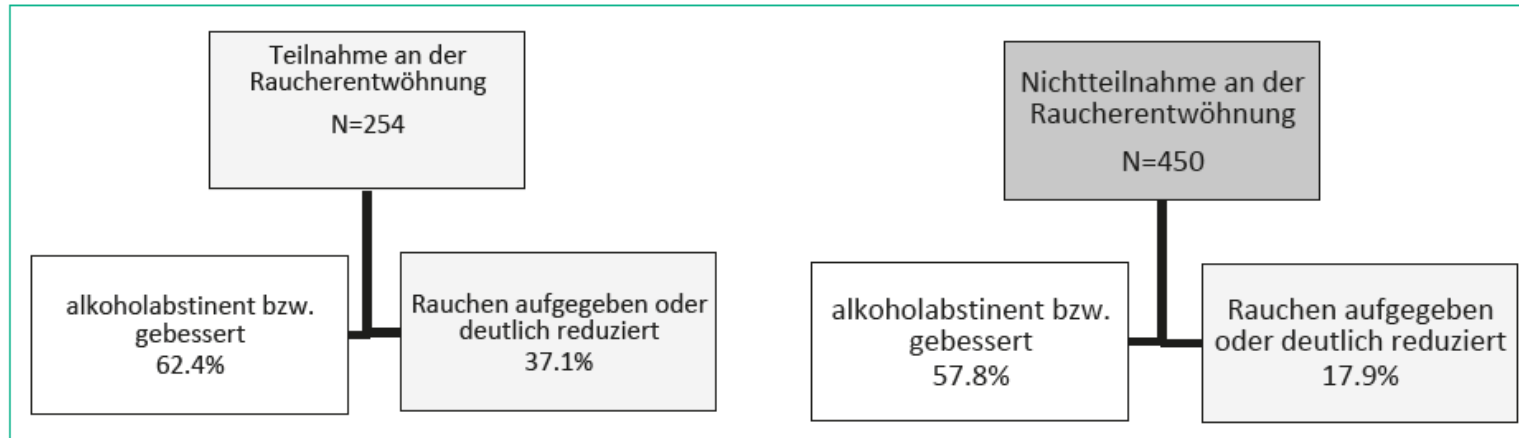 Teilnahme an der
Raucherentwöhnung
N=254
alkoholabstinent bzw.
gebessert
62.4%
Rauchen aufgegeben oder
deutlich reduziert
37.1%
Nichtteilnahme an der
Raucherentwöhnung
N=450
alkoholabstinent bzw.
gebessert
57.8%
Rauchen aufgegeben
oder deutlich reduziert
17.9%